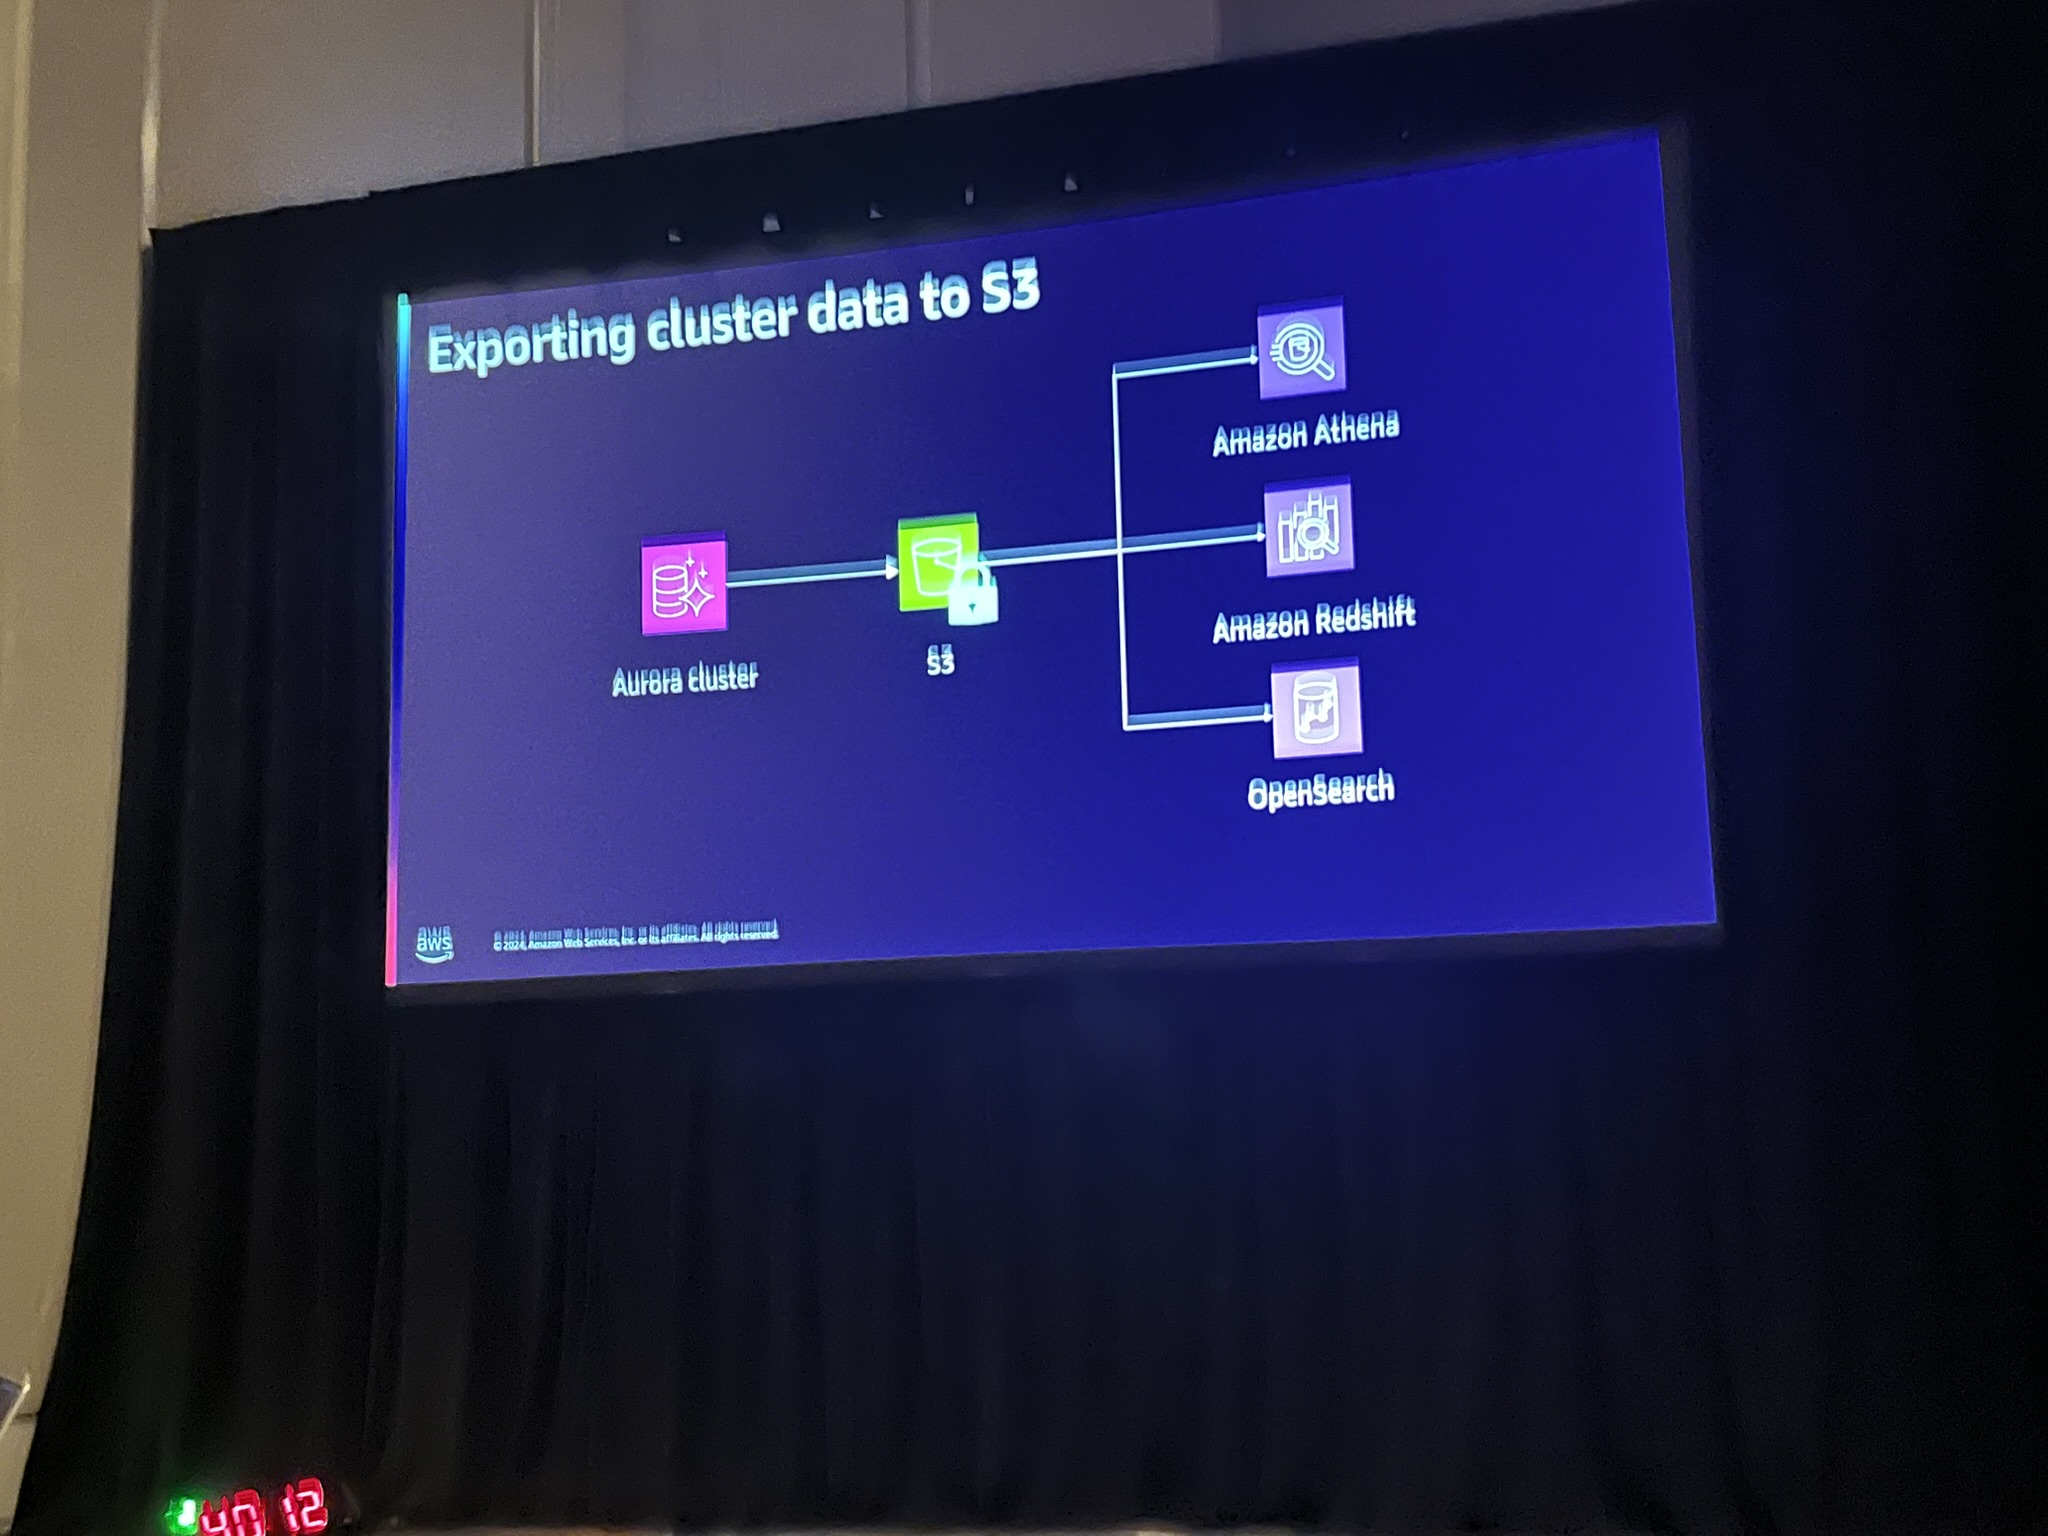 Exporting cluster data to S3
Amazon Athena
Amazon Redshift
Aurora cluster
S3
OpenSearch
aws
© 2024, Amazon Web Services, Inc. or its affiliates. All rights reserved.
40 12